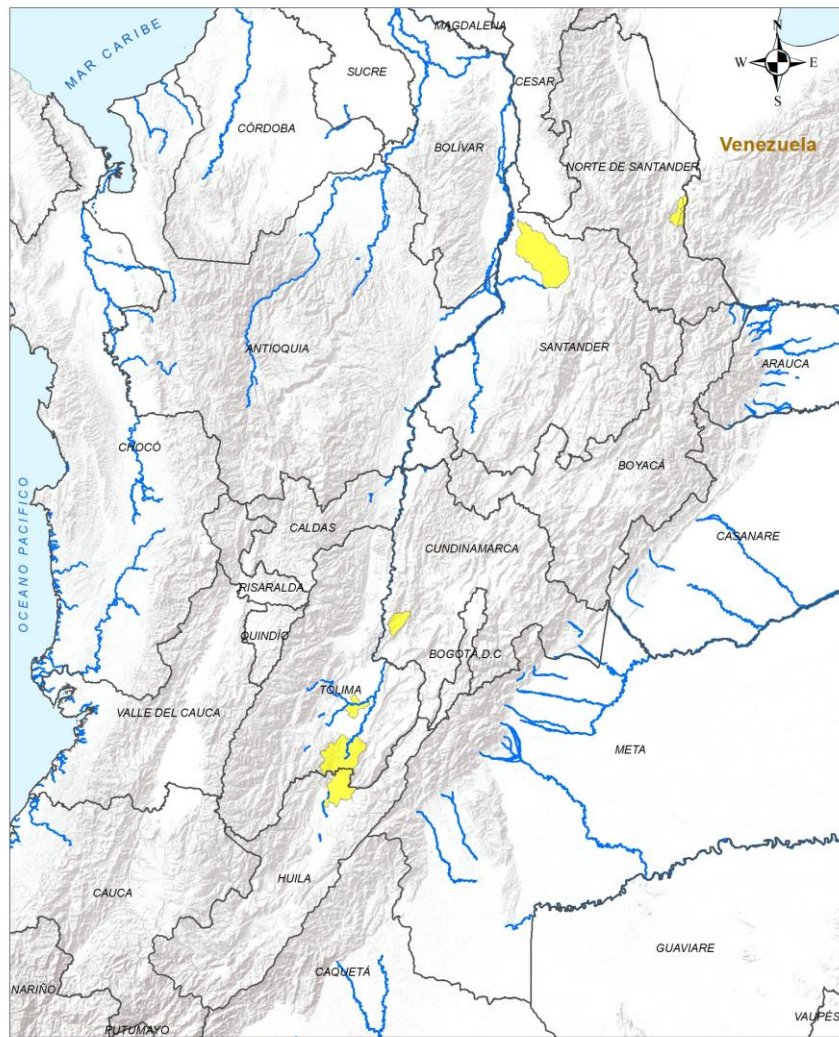 MAGDALENA
N
MAR CARIBE
SUCRE
W
E
CESAR
S
CÓRDOBA
BOLÍVAR
Venezuela
NORTE DE SANTANDER
ANTIOQUIA
SANTANDER
ARAUCA
CHOCÓ
BOYACÁ
OCEANO PACIFICO
CALDAS
CUNDINAMARCA
CASANARE
RISARALDA
QUINDÍO
BOGOTÁ, D.C
TOLIMA
VALLE DEL CAUCA
META
HUILA
CAUCA
GUAVIARE
CAQUETÁ
NARIÑO
VAUPÉS
PUTUMAYO